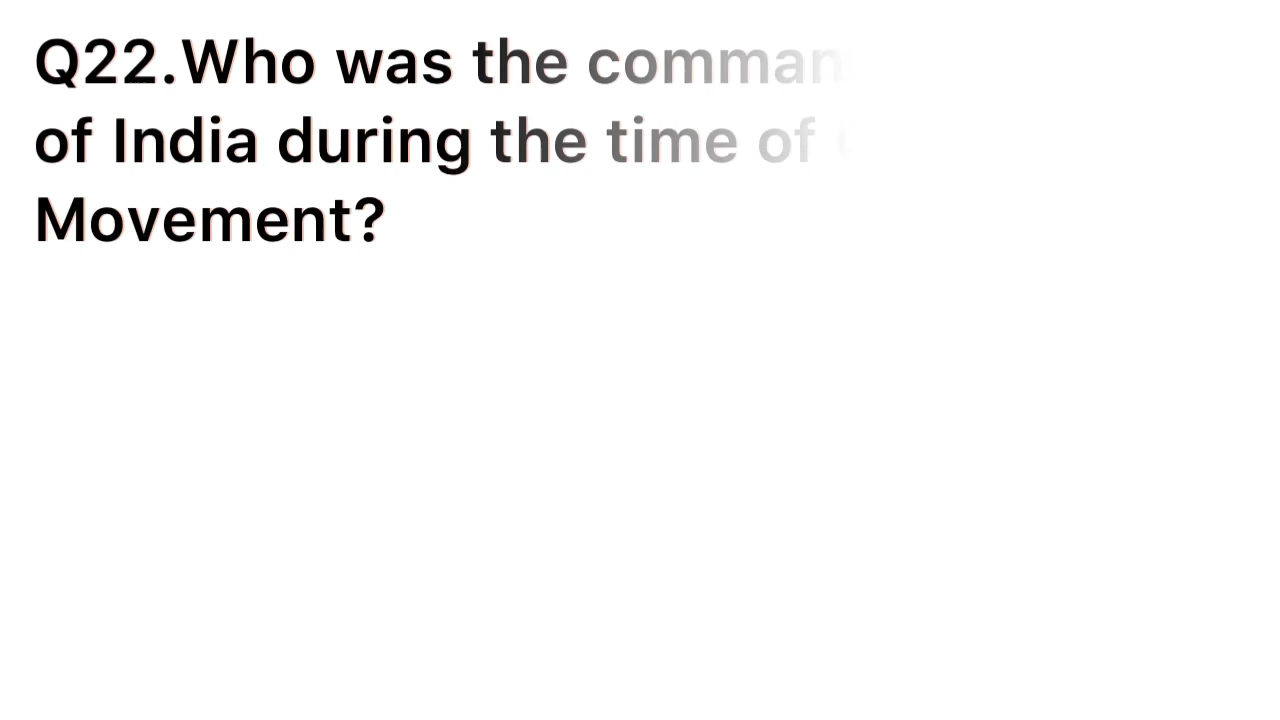 Q22.Who was the comman
of India during the time of
Movement?